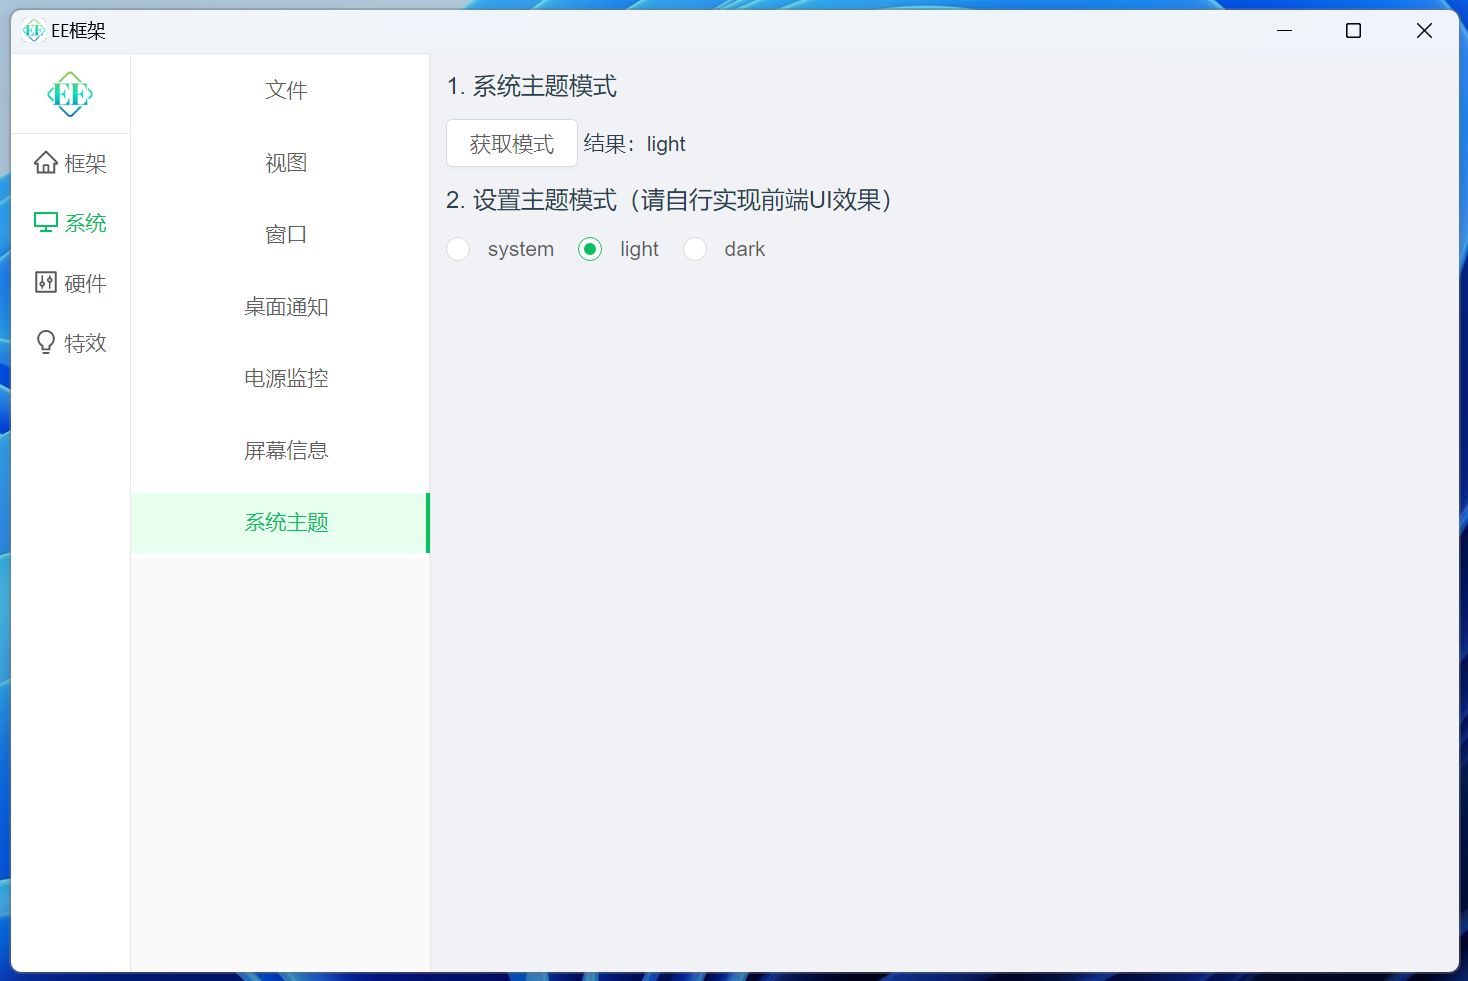 EE框架
EE
框架
系统
硬件
特效
文件
视图
窗口
桌面通知
电源监控
屏幕信息
系统主题
1. 系统主题模式
获取模式 结果：light
2. 设置主题模式（请自行实现前端UI效果）
system light dark